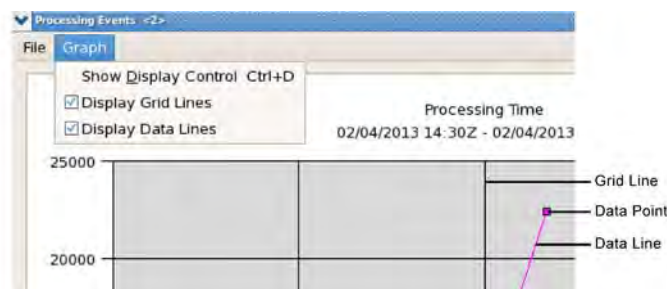 Processing Events <2>
File Graph
Show Display Control Ctrl+D
Display Grid Lines
Display Data Lines
Processing Time
02/04/2013 14:30Z - 02/04/2013
25000
Grid Line
Data Point
Data Line
20000